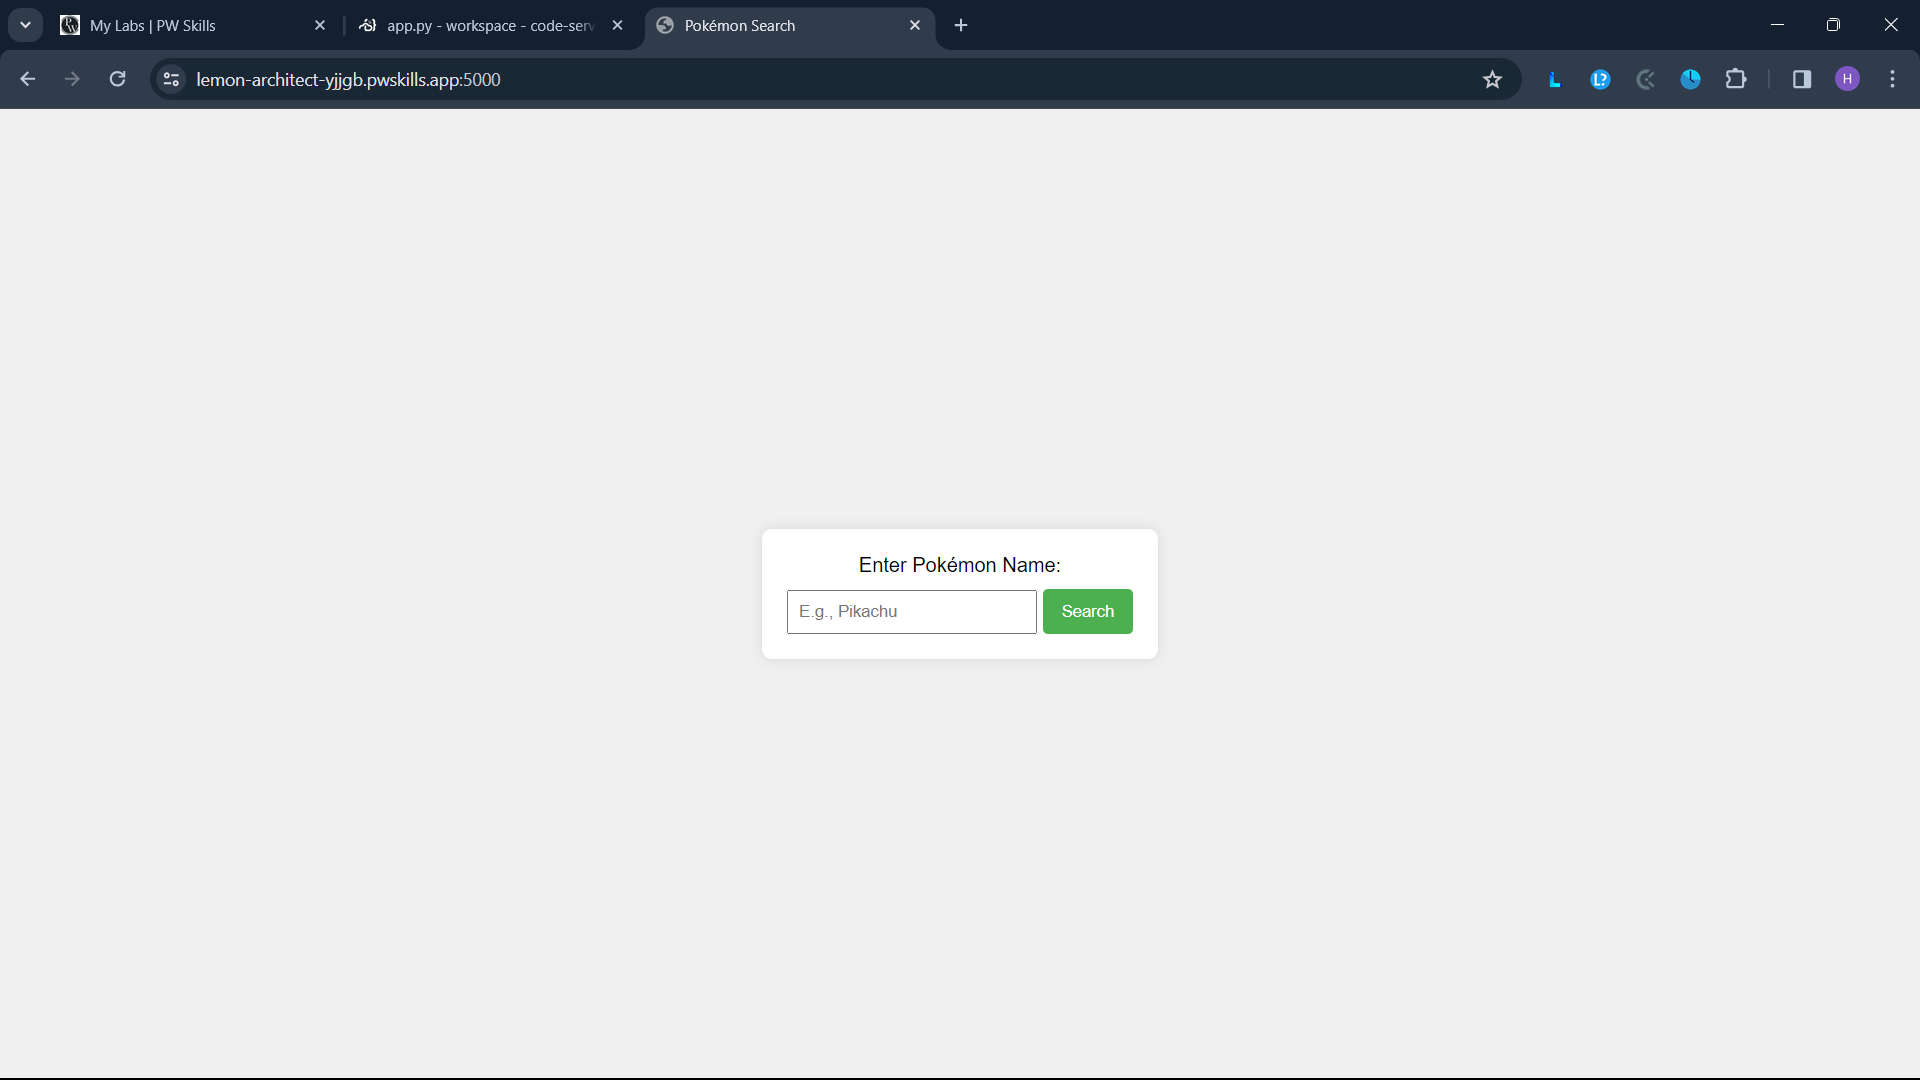 My Labs | PW Skills
app.py - workspace - code-serv
Pokémon Search
lemon-architect-yjjgb.pwskills.app:5000
L?
H
Enter Pokémon Name:
E.g., Pikachu
Search